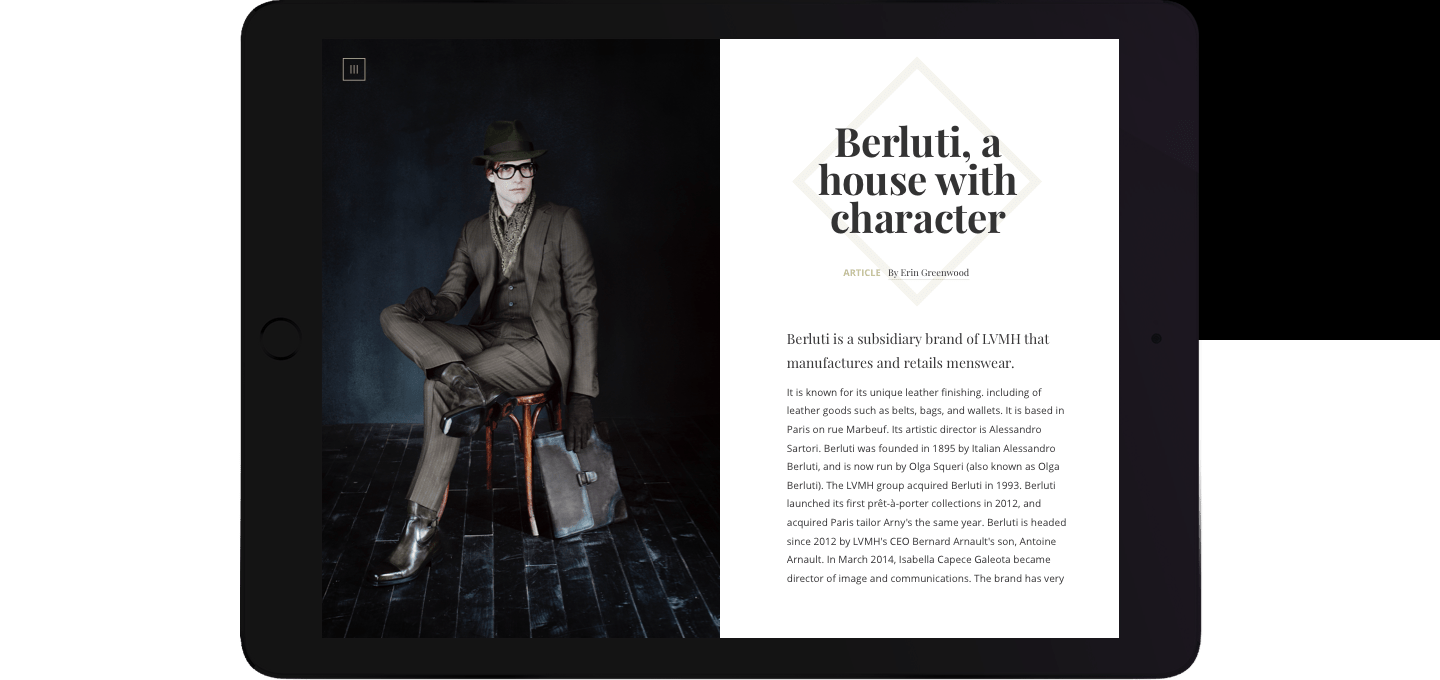 Berluti, a
house with
character
ARTICLE By Erin Greenwood
Berluti is a subsidiary brand of LVMH that
manufactures and retails menswear.
It is known for its unique leather finishing. including of
leather goods such as belts, bags, and wallets. It is based in
Paris on rue Marbeuf. Its artistic director is Alessandro
Sartori. Berluti was founded in 1895 by Italian Alessandro
Berluti, and is now run by Olga Squeri (also known as Olga
Berluti). The LVMH group acquired Berluti in 1993. Berluti
launched its first prêt-à-porter collections in 2012, and
acquired Paris tailor Arny's the same year. Berluti is headed
since 2012 by LVMH's CEO Bernard Arnault's son, Antoine
Arnault. In March 2014, Isabella Capece Galeota became
director of image and communications. The brand has very